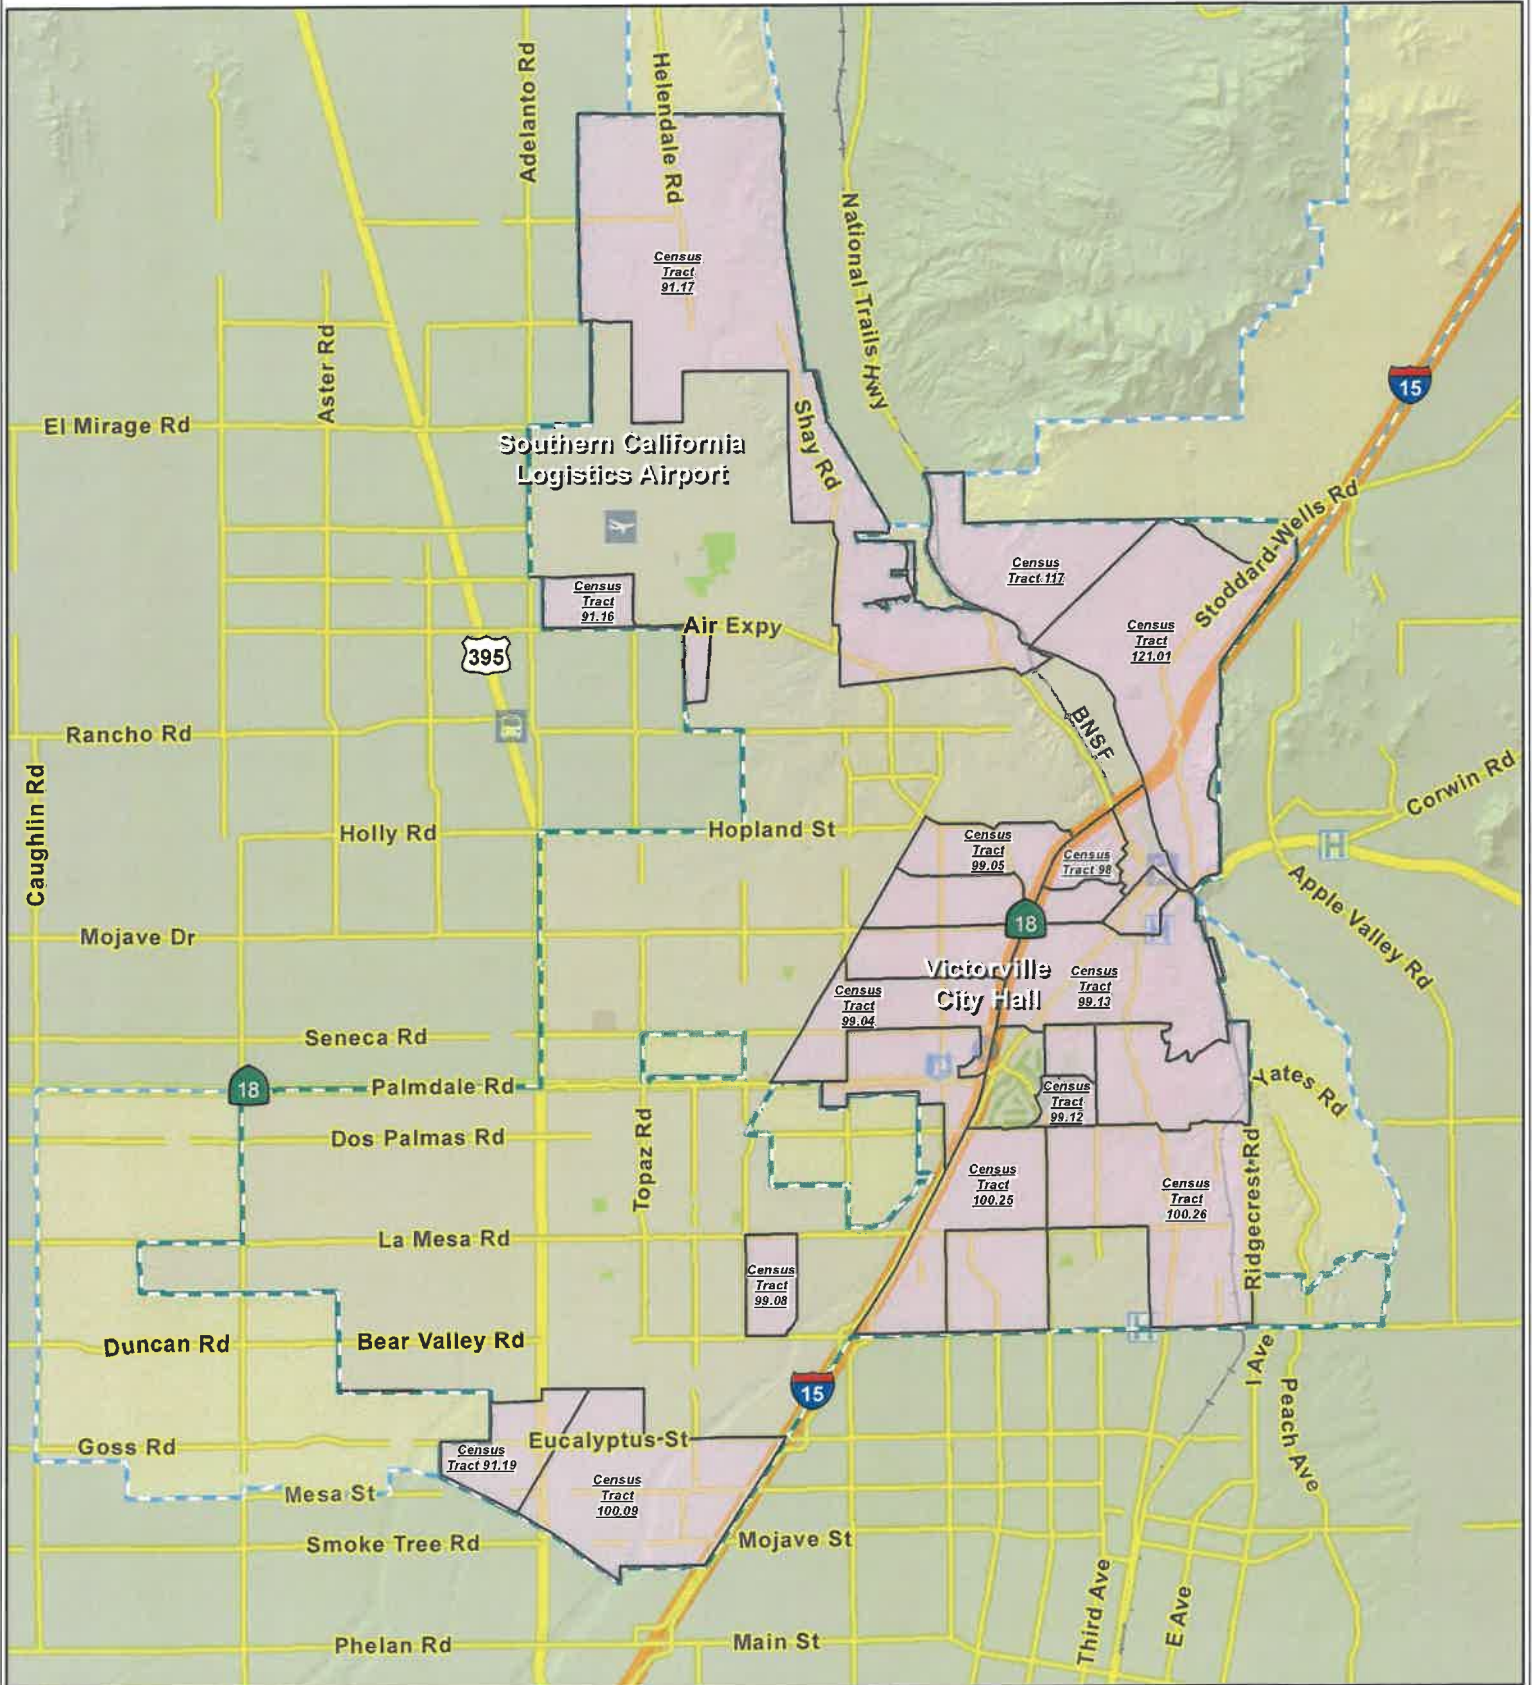 Adelanto Rd
Helendale Rd
National Trails Hwy
Census
Tract
91.17
Aster Rd
15
El Mirage Rd
Southern California
Logistics Airport
Shay Rd
Stoddard-Wells Rd
Census
Tract 117
Census
Tract
91.16
Air Expy
Census
Tract
121.01
395
Rancho Rd
BNSF
Caughlin Rd
Corwin Rd
Holly Rd
Hopland St
Census
Tract
99.05
Census
Tract 98
H
Apple Valley Rd
18
H
Mojave Dr
Victorville
City Hall
Census
Tract
99.13
Census
Tract
99.04
Seneca Rd
18
Palmdale Rd
Census
Tract
99.12
Yates Rd
Dos Palmas Rd
Topaz Rd
Census
Tract
100.25
Census
Tract
100.26
Ridgecrest Rd
La Mesa Rd
Census
Tract
99.08
Duncan Rd
Bear Valley Rd
H
I Ave
Peach Ave
15
Goss Rd
Census
Tract 91.19
Eucalyptus St
Census
Tract
100.09
Mesa St
Smoke Tree Rd
Mojave St
Third Ave
E Ave
Phelan Rd
Main St